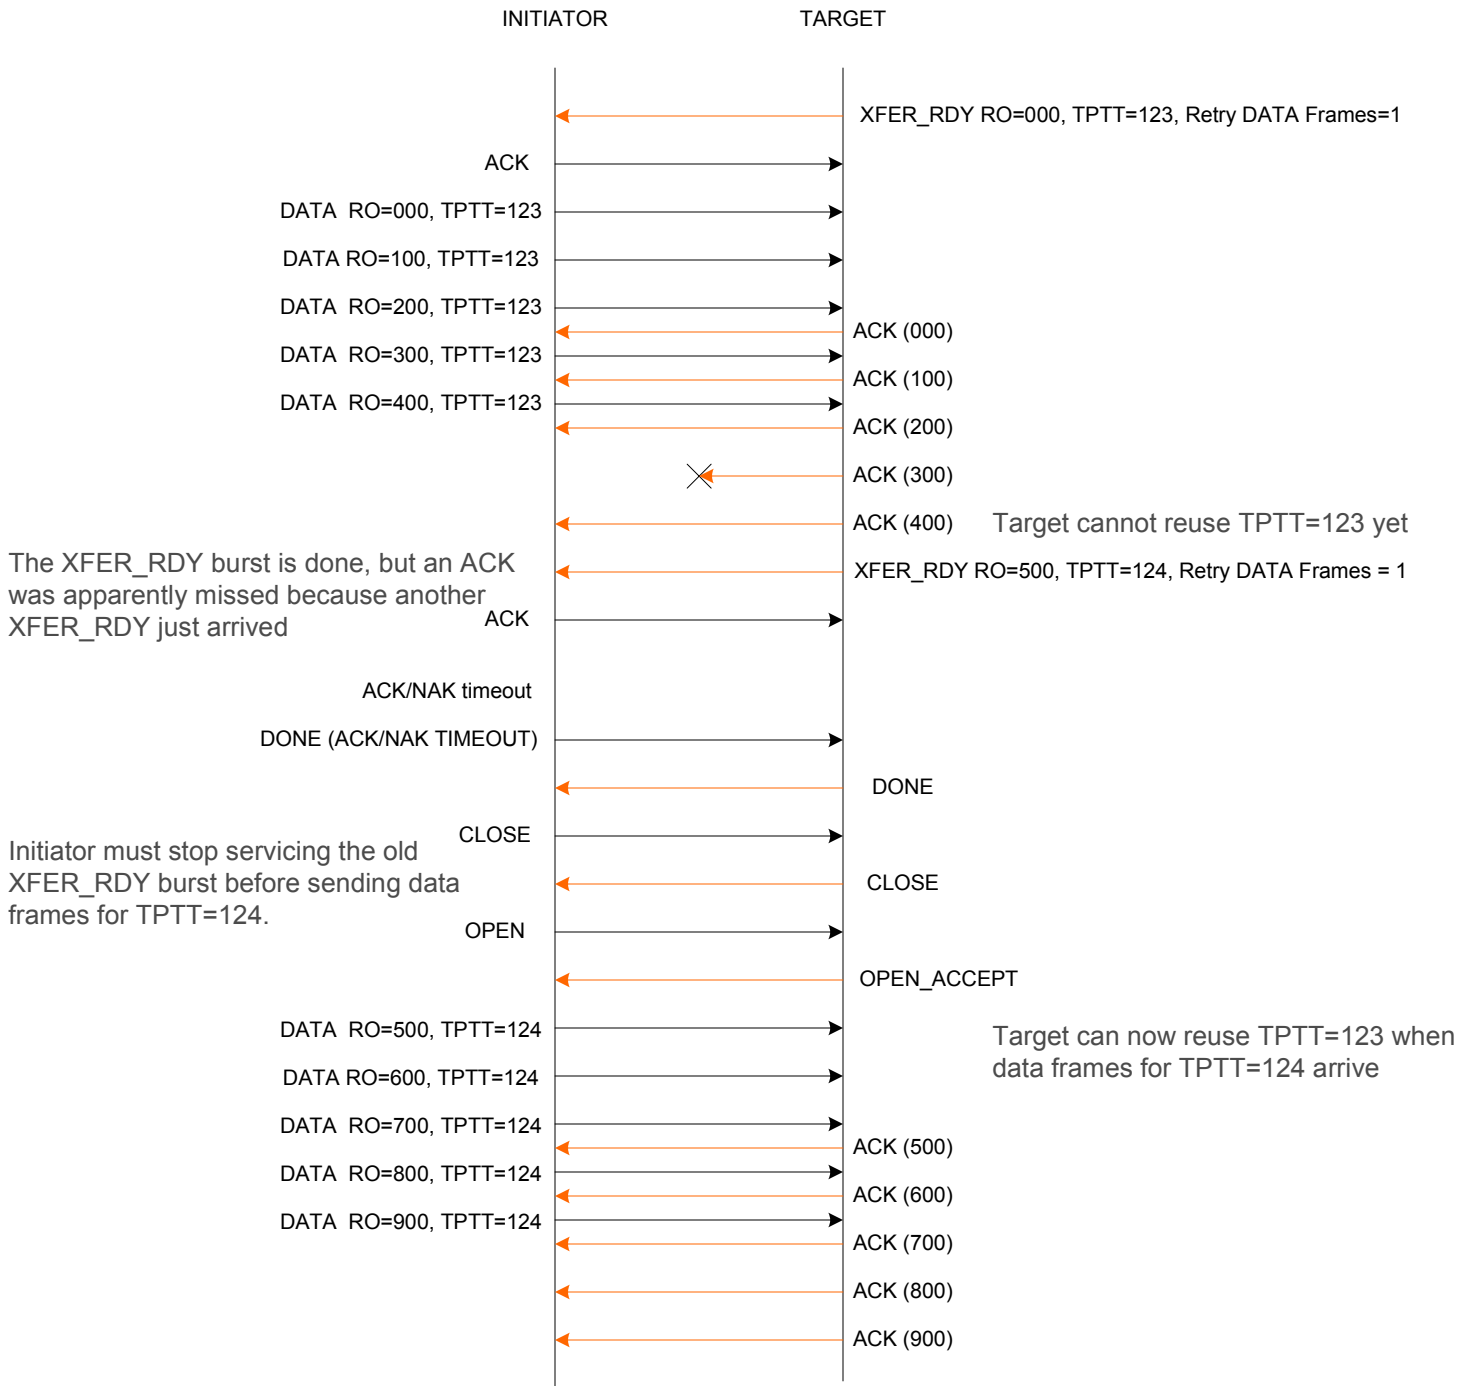 INITIATOR TARGET
XFER_RDY RO=000, TPTT=123, Retry DATA Frames=1
ACK
DATA RO=000, TPTT=123
DATA RO=100, TPTT=123
DATA RO=200, TPTT=123
ACK (000)
DATA RO=300, TPTT=123
ACK (100)
DATA RO=400, TPTT=123
ACK (200)
ACK (300)
ACK (400) Target cannot reuse TPTT=123 yet
XFER_RDY RO=500, TPTT=124, Retry DATA Frames = 1
The XFER_RDY burst is done, but an ACK
was apparently missed because another
XFER_RDY just arrived
ACK
ACK/NAK timeout
DONE (ACK/NAK TIMEOUT)
DONE
CLOSE
Initiator must stop servicing the old
XFER_RDY burst before sending data
frames for TPTT=124.
CLOSE
OPEN
OPEN_ACCEPT
DATA RO=500, TPTT=124
Target can now reuse TPTT=123 when
data frames for TPTT=124 arrive
DATA RO=600, TPTT=124
DATA RO=700, TPTT=124
ACK (500)
DATA RO=800, TPTT=124
ACK (600)
DATA RO=900, TPTT=124
ACK (700)
ACK (800)
ACK (900)